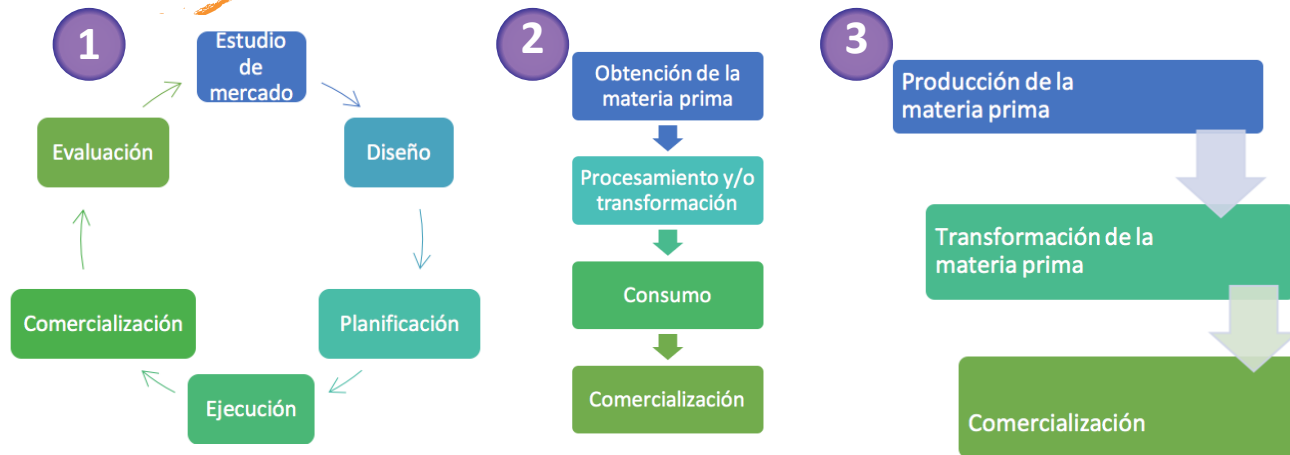 1
Estudio
de
mercado
Diseño
Planificación
Ejecución
Comercialización
Evaluación
2
Obtención de la
materia prima
Procesamiento y/o
transformación
Consumo
Comercialización
3
Producción de la
materia prima
Transformación de la
materia prima
Comercialización